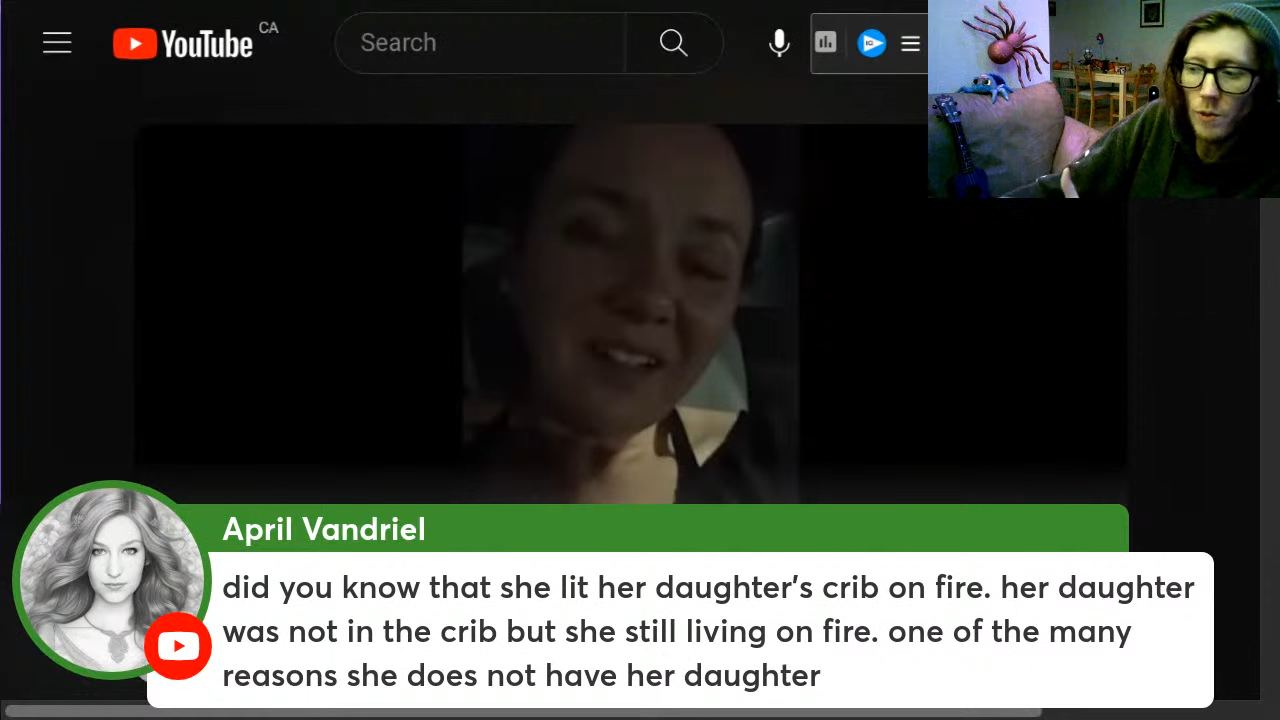 YouTube CA
Search
April Vandriel
did you know that she lit her daughter's crib on fire. her daughter
was not in the crib but she still living on fire. one of the many
reasons she does not have her daughter